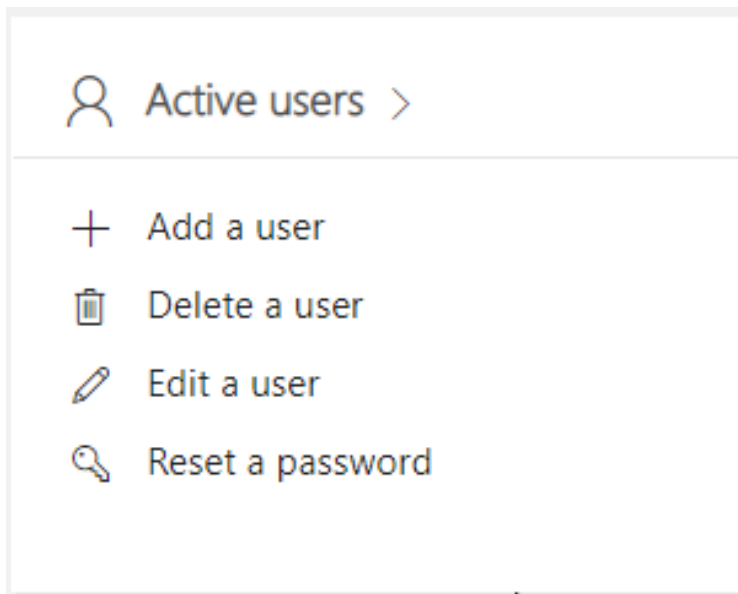 Active users
Add a user
Delete a user
Edit a user
Reset a password